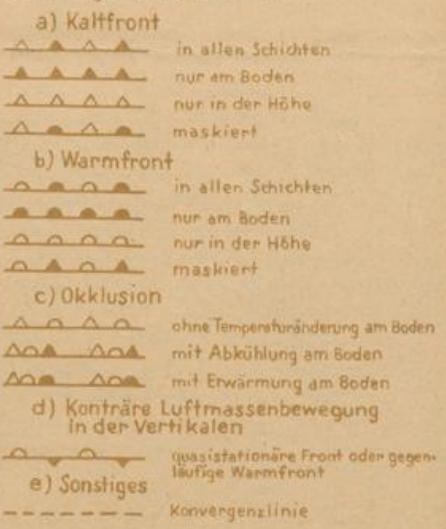 a) Kaltfront
in allen Schichten
nur am Boden
nur in der Höhe
maskiert
b) Warmfront
in allen Schichten
nur am Boden
nur in der Höhe
maskiert
c) Okklusion
ohne Temperaturänderung am Boden
mit Abkühlung am Boden
mit Erwärmung am Boden
d) Konträre Luftmassenbewegung
in der Vertikalen
quasistationäre Front oder gegen-
läufige Warmfront
e) Sonstiges
Konvergenzlinie